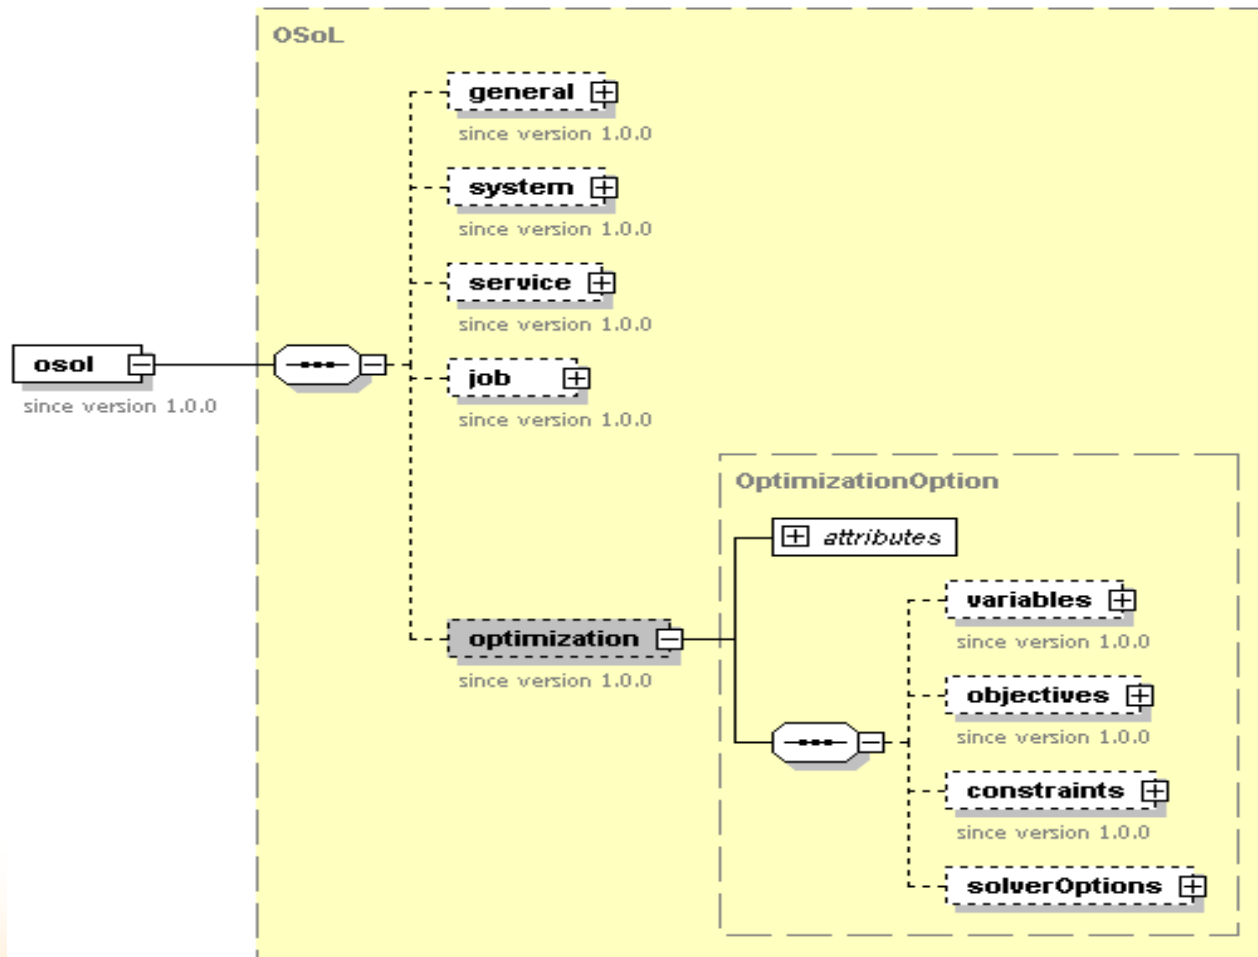 OSoL
general
since version 1.0.0
system
since version 1.0.0
service
since version 1.0.0
osol
since version 1.0.0
job
since version 1.0.0
OptimizationOption
attributes
variables
since version 1.0.0
optimization
since version 1.0.0
objectives
since version 1.0.0
constraints
since version 1.0.0
solverOptions